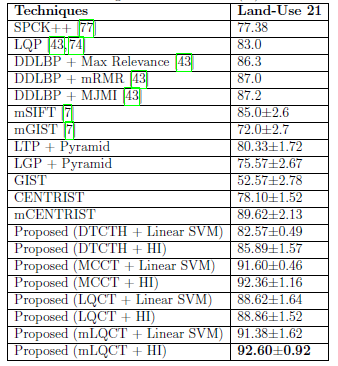 Techniques Land-Use 21
SPCK++ [77] 77.38
LQP [43, 74] 83.0
DDLBP + Max Relevance [43] 86.3
DDLBP + mRMR [43] 87.0
DDLBP + MJMI [43] 87.2
mSIFT [7] 85.0±2.6
mGIST [7] 72.0±2.7
LTP + Pyramid 80.33±1.72
LGP + Pyramid 75.57±2.67
GIST 52.57±2.78
CENTRIST 78.10±1.52
mCENTRIST 89.62±2.13
Proposed (DTCTH + Linear SVM) 82.57±0.49
Proposed (DTCTH + HI) 85.89±1.57
Proposed (MCCT + Linear SVM) 91.60±0.46
Proposed (MCCT + HI) 92.36±1.16
Proposed (LQCT + Linear SVM) 88.62±1.64
Proposed (LQCT + HI) 88.86±1.52
Proposed (mLQCT + Linear SVM) 91.38±1.62
Proposed (mLQCT + HI) 92.60±0.92